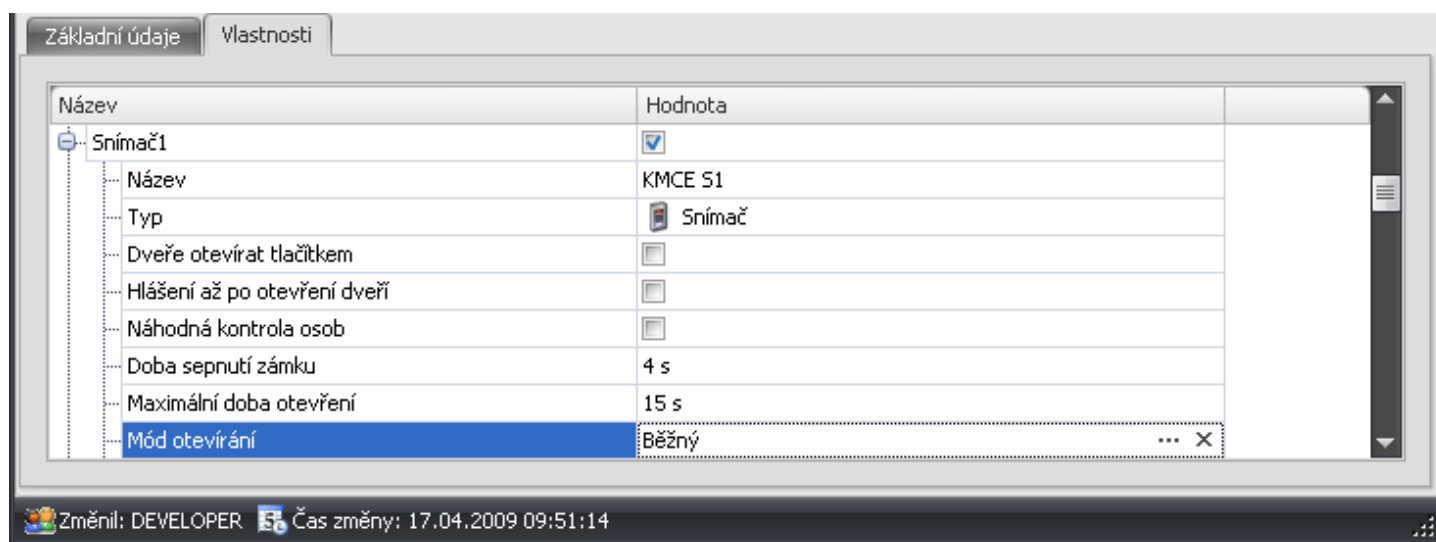 Základní údaje Vlastnosti
Název Hodnota
Snímač1
Název KMCE S1
Typ Snímač
Dveře otevírat tlačítkem
Hlášení až po otevření dveří
Náhodná kontrola osob
Doba sepnutí zámku 4 s
Maximální doba otevření 15 s
Mód otevírání Běžný ...
Změnil: DEVELOPER Čas změny: 17.04.2009 09:51:14